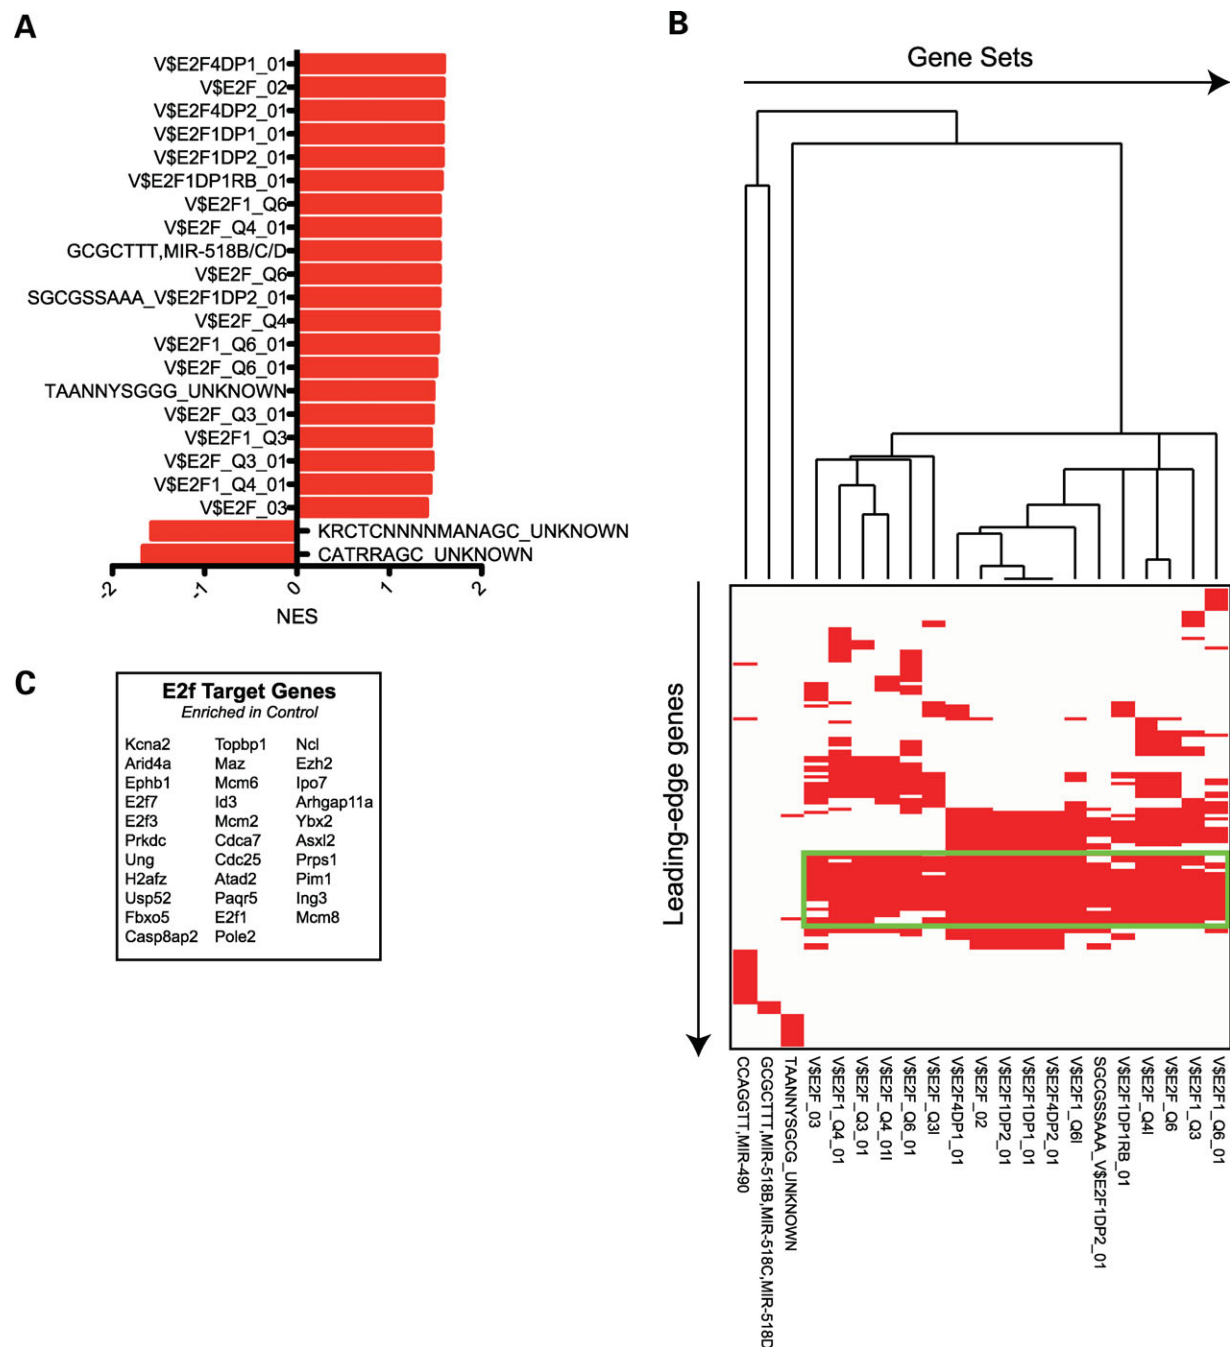 A
V$E2F4DP1_01
V$E2F_02
V$E2F4DP2_01
V$E2F1DP1_01
V$E2F1DP2_01
V$E2F1DP1RB_01
V$E2F1_Q6
V$E2F_Q4_01
GCGCTTT,MIR-518B/C/D
V$E2F_Q6
SGCGSSAAA_V$E2F1DP2_01
V$E2F_Q4
V$E2F1_Q6_01
V$E2F_Q6_01
TAANNYSGGG_UNKNOWN
V$E2F_Q3_01
V$E2F1_Q3
V$E2F_Q3_01
V$E2F1_Q4_01
V$E2F_03
KRCTCNNNNMANAGC_UNKNOWN
CATRRAGC_UNKNOWN
-2 -1 0 1 2
NES
B
Gene Sets
Leading-edge genes
CCAGGTT,MIR-490
GCGCTTT,MIR-518B,MIR-518C,MIR-518D
TAANNYSGCG_UNKNOWN
V$E2F_03
V$E2F1_Q4_01
V$E2F_Q3_01
V$E2F_Q4_01I
V$E2F_Q6_01
V$E2F_Q3I
V$E2F4DP1_01
V$E2F_02
V$E2F1DP2_01
V$E2F1DP1_01
V$E2F4DP2_01
V$E2F1_Q6I
SGCGSSAAA_V$E2F1DP2_01
V$E2F1DP1RB_01
V$E2F_Q4I
V$E2F_Q6
V$E2F1_Q3
V$E2F1_Q6_01
C
E2f Target Genes
Enriched in Control
Kcna2 Topbp1 Ncl
Arid4a Maz Ezh2
Ephb1 Mcm6 Ipo7
E2f7 Id3 Arhgap11a
E2f3 Mcm2 Ybx2
Prkdc Cdca7 Asxl2
Ung Cdc25 Prps1
H2afz Atad2 Pim1
Usp52 Paqr5 Ing3
Fbxo5 E2f1 Mcm8
Casp8ap2 Pole2